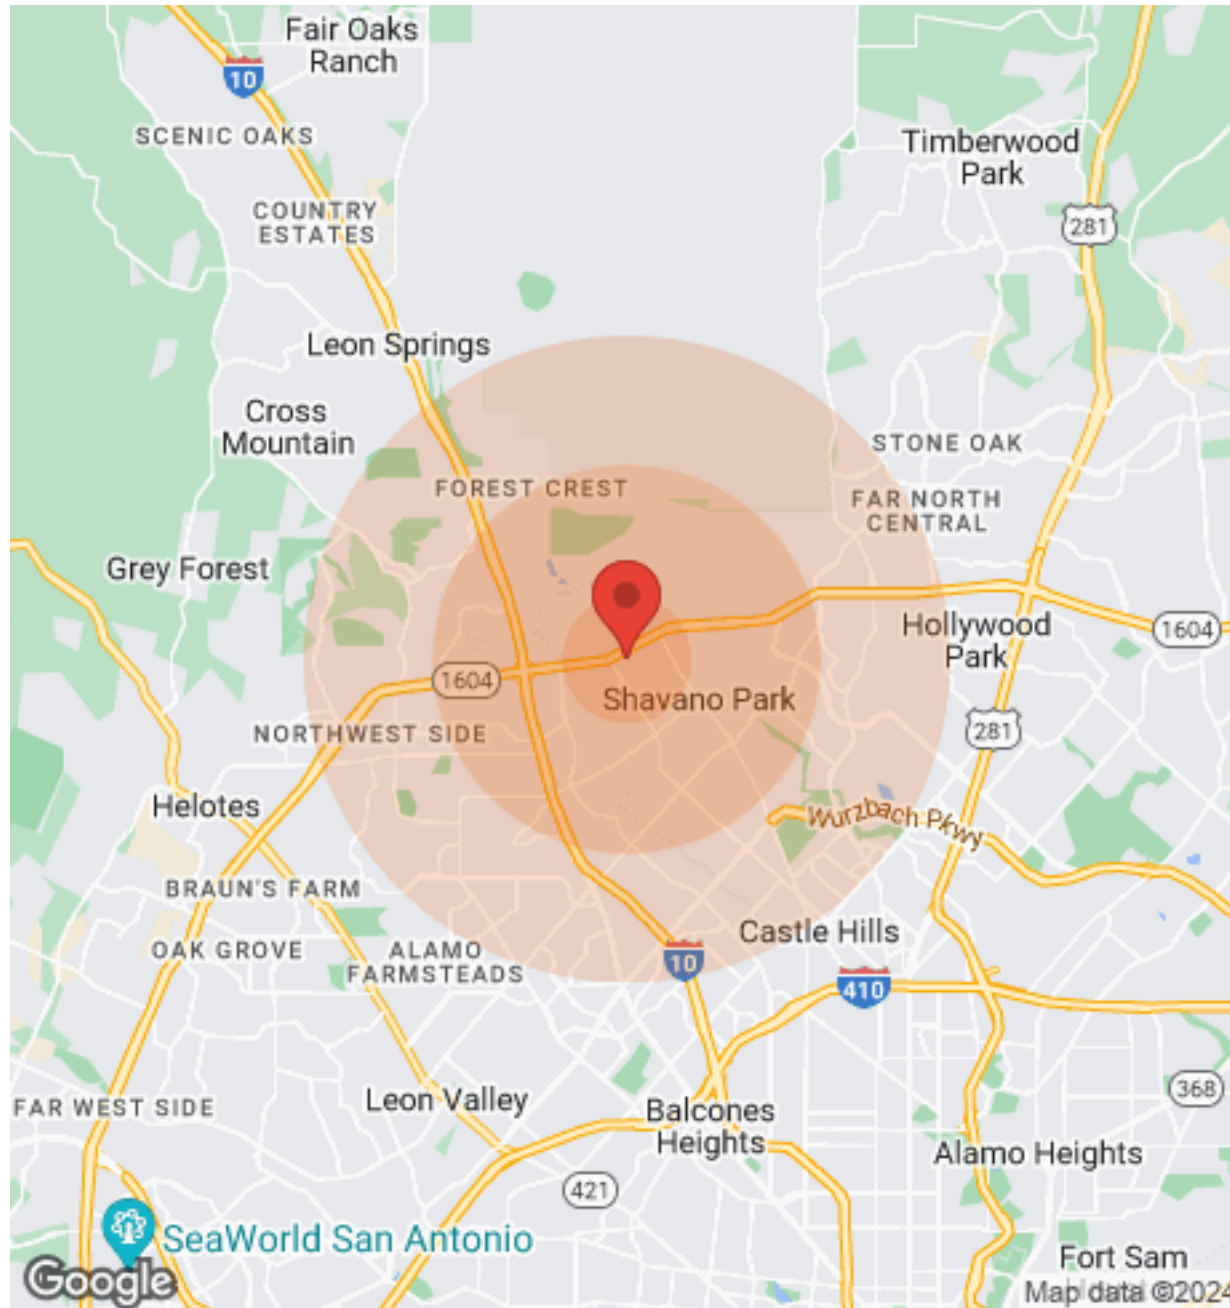 Fair Oaks
Ranch
10
SCENIC OAKS
Timberwood
Park
COUNTRY
ESTATES
281
Leon Springs
Cross
Mountain
STONE OAK
FOREST CREST
FAR NORTH
CENTRAL
Grey Forest
Hollywood
Park
1604
1604
Shavano Park
NORTHWEST SIDE
281
Helotes
Wurzbach Pkwy
BRAUN'S FARM
Castle Hills
OAK GROVE
ALAMO
FARMSTEADS
10
410
368
Leon Valley
FAR WEST SIDE
Balcones
Heights
Alamo Heights
421
SeaWorld San Antonio
Fort Sam
Google
Map data ©2024